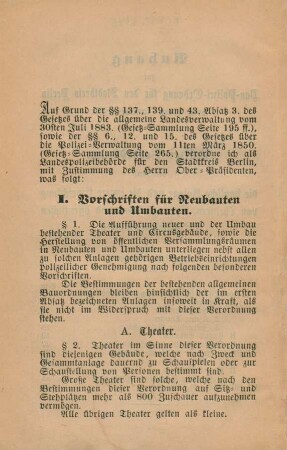 Auf Grund der §§ 137., 139. und 43. Absatz 3. des
Gesetzes über die allgemeine Landesverwaltung vom
30sten Juli 1883. (Gesetz-Sammlung Seite 195 ff.),
sowie der §§ 6., 12. und 15. des Gesetzes über
die Polizei-Verwaltung vom 11ten März 1850.
(Gesetz-Sammlung Seite 265), verordne ich als
Landespolizeibehörde für den Stadtkreis Berlin,
mit Zustimmung des Herrn Ober-Präsidenten,
was folgt:
I. Vorschriften für Neubauten
und Umbauten.
§ 1. Die Aufführung neuer und der Umbau
bestehender Theater und Circusgebäude, sowie die
Herstellung von öffentlichen Versammlungsräumen
in Neubauten und Umbauten unterliegen nebst allen
zu solchen Anlagen gehörigen Betriebseinrichtungen
polizeilicher Genehmigung nach folgenden besonderen
Vorschriften.
Die Bestimmungen der bestehenden allgemeinen
Bauordnungen bleiben hinsichtlich der im ersten
Absatz bezeichneten Anlagen insoweit in Kraft, als
sie nicht im Widerspruch mit dieser Verordnung
stehen.
A. Theater.
§ 2. Theater im Sinne dieser Verordnung
sind diejenigen Gebäude, welche nach Zweck und
Gesammtanlage dauernd zu Schauspielen oder zur
Schaustellung von Personen bestimmt sind.
Große Theater sind solche, welche nach den
Bestimmungen dieser Verordnung auf Sitz- und
Stehplätzen mehr als 800 Zuschauer aufzunehmen
vermögen.
Alle übrigen Theater gelten als kleine.